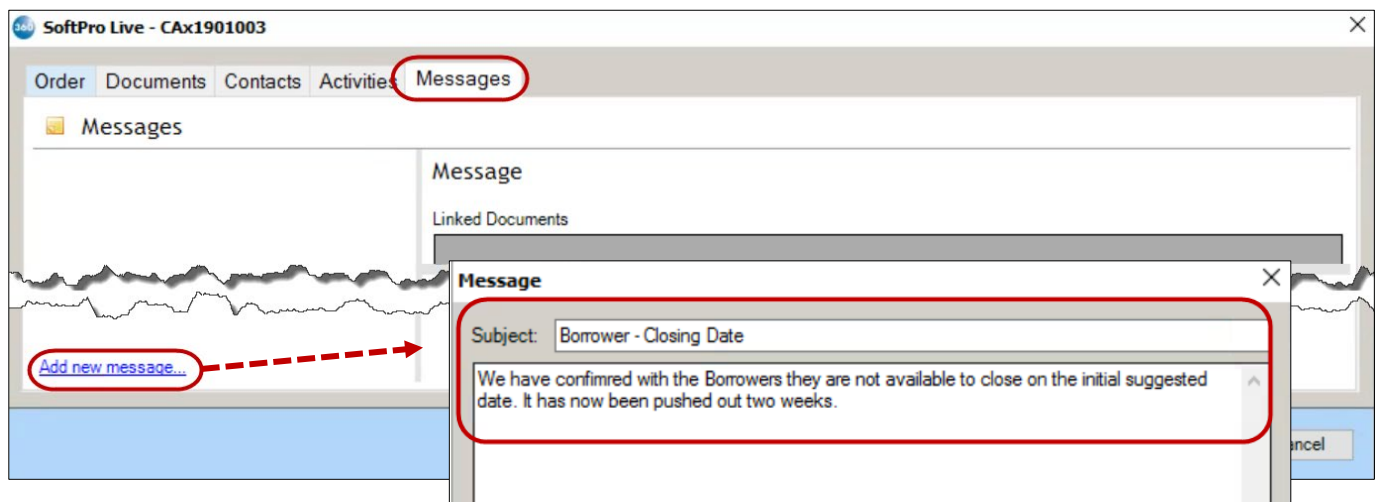 360 SoftPro Live - CAx1901003
Order Documents Contacts Activities Messages
Messages
Message
Linked Documents
Message
Subject: Borrower - Closing Date
Add new message...
We have confimred with the Borrowers they are not available to close on the initial suggested
date. It has now been pushed out two weeks.
ancel